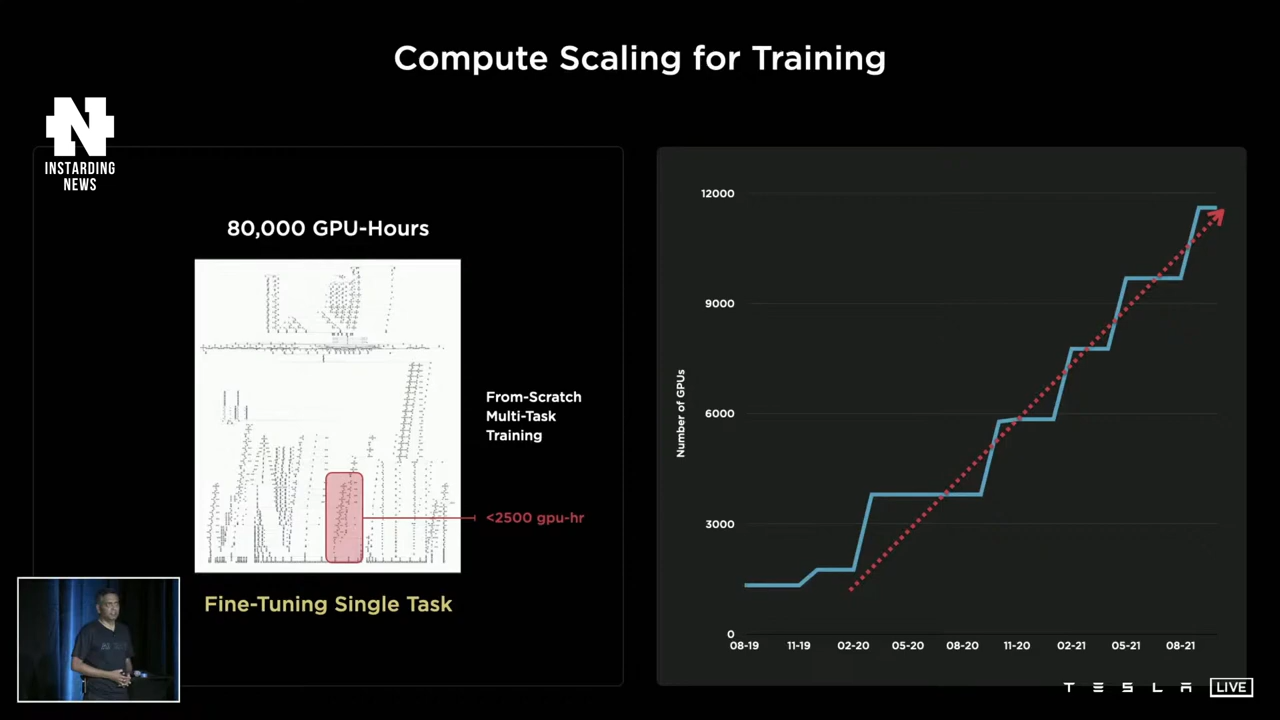 Compute Scaling for Training
N
INSTARDING
NEWS
80,000 GPU-Hours
From-Scratch
Multi-Task
Training
<2500 gpu-hr
Fine-Tuning Single Task
12000
9000
6000
3000
0
Number of GPUs
08-19 11-19 02-20 05-20 08-20 11-20 02-21 05-21 08-21
TESLA LIVE